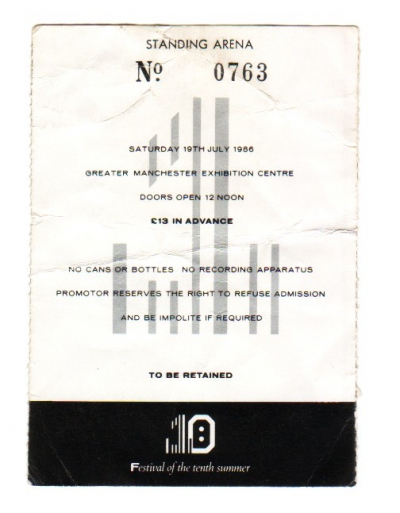 STANDING ARENA
Nº 0763
SATURDAY 19TH JULY 1986
GREATER MANCHESTER EXHIBITION CENTRE
DOORS OPEN 12 NOON
£13 IN ADVANCE
NO CANS OR BOTTLES NO RECORDING APPARATUS
PROMOTOR RESERVES THE RIGHT TO REFUSE ADMISSION
AND BE IMPOLITE IF REQUIRED
TO BE RETAINED
10
Festival of the tenth summer